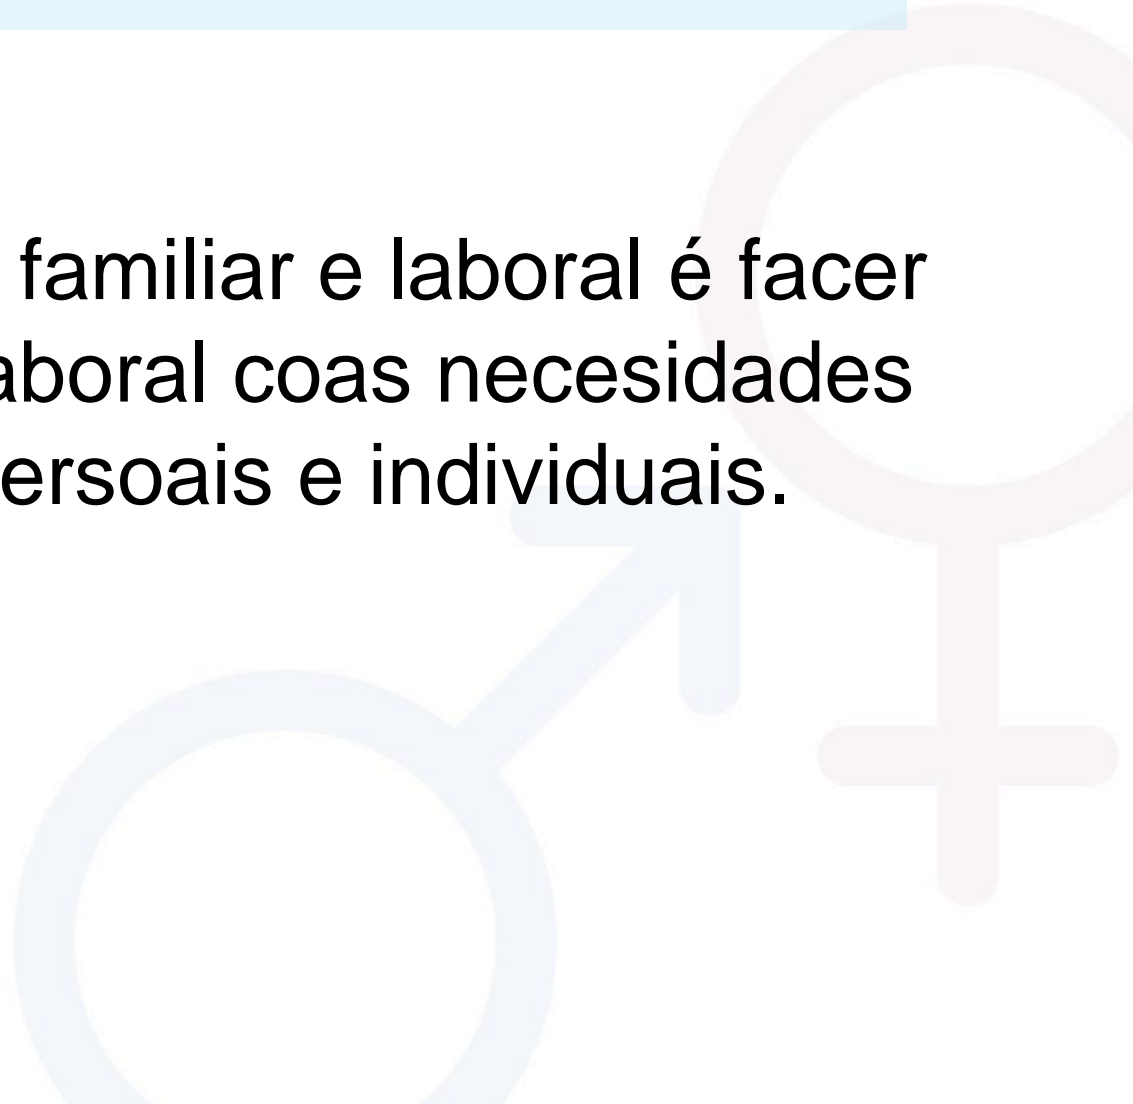 familiar e laboral é facer
aboral coas necesidades
ersoais e individuais.